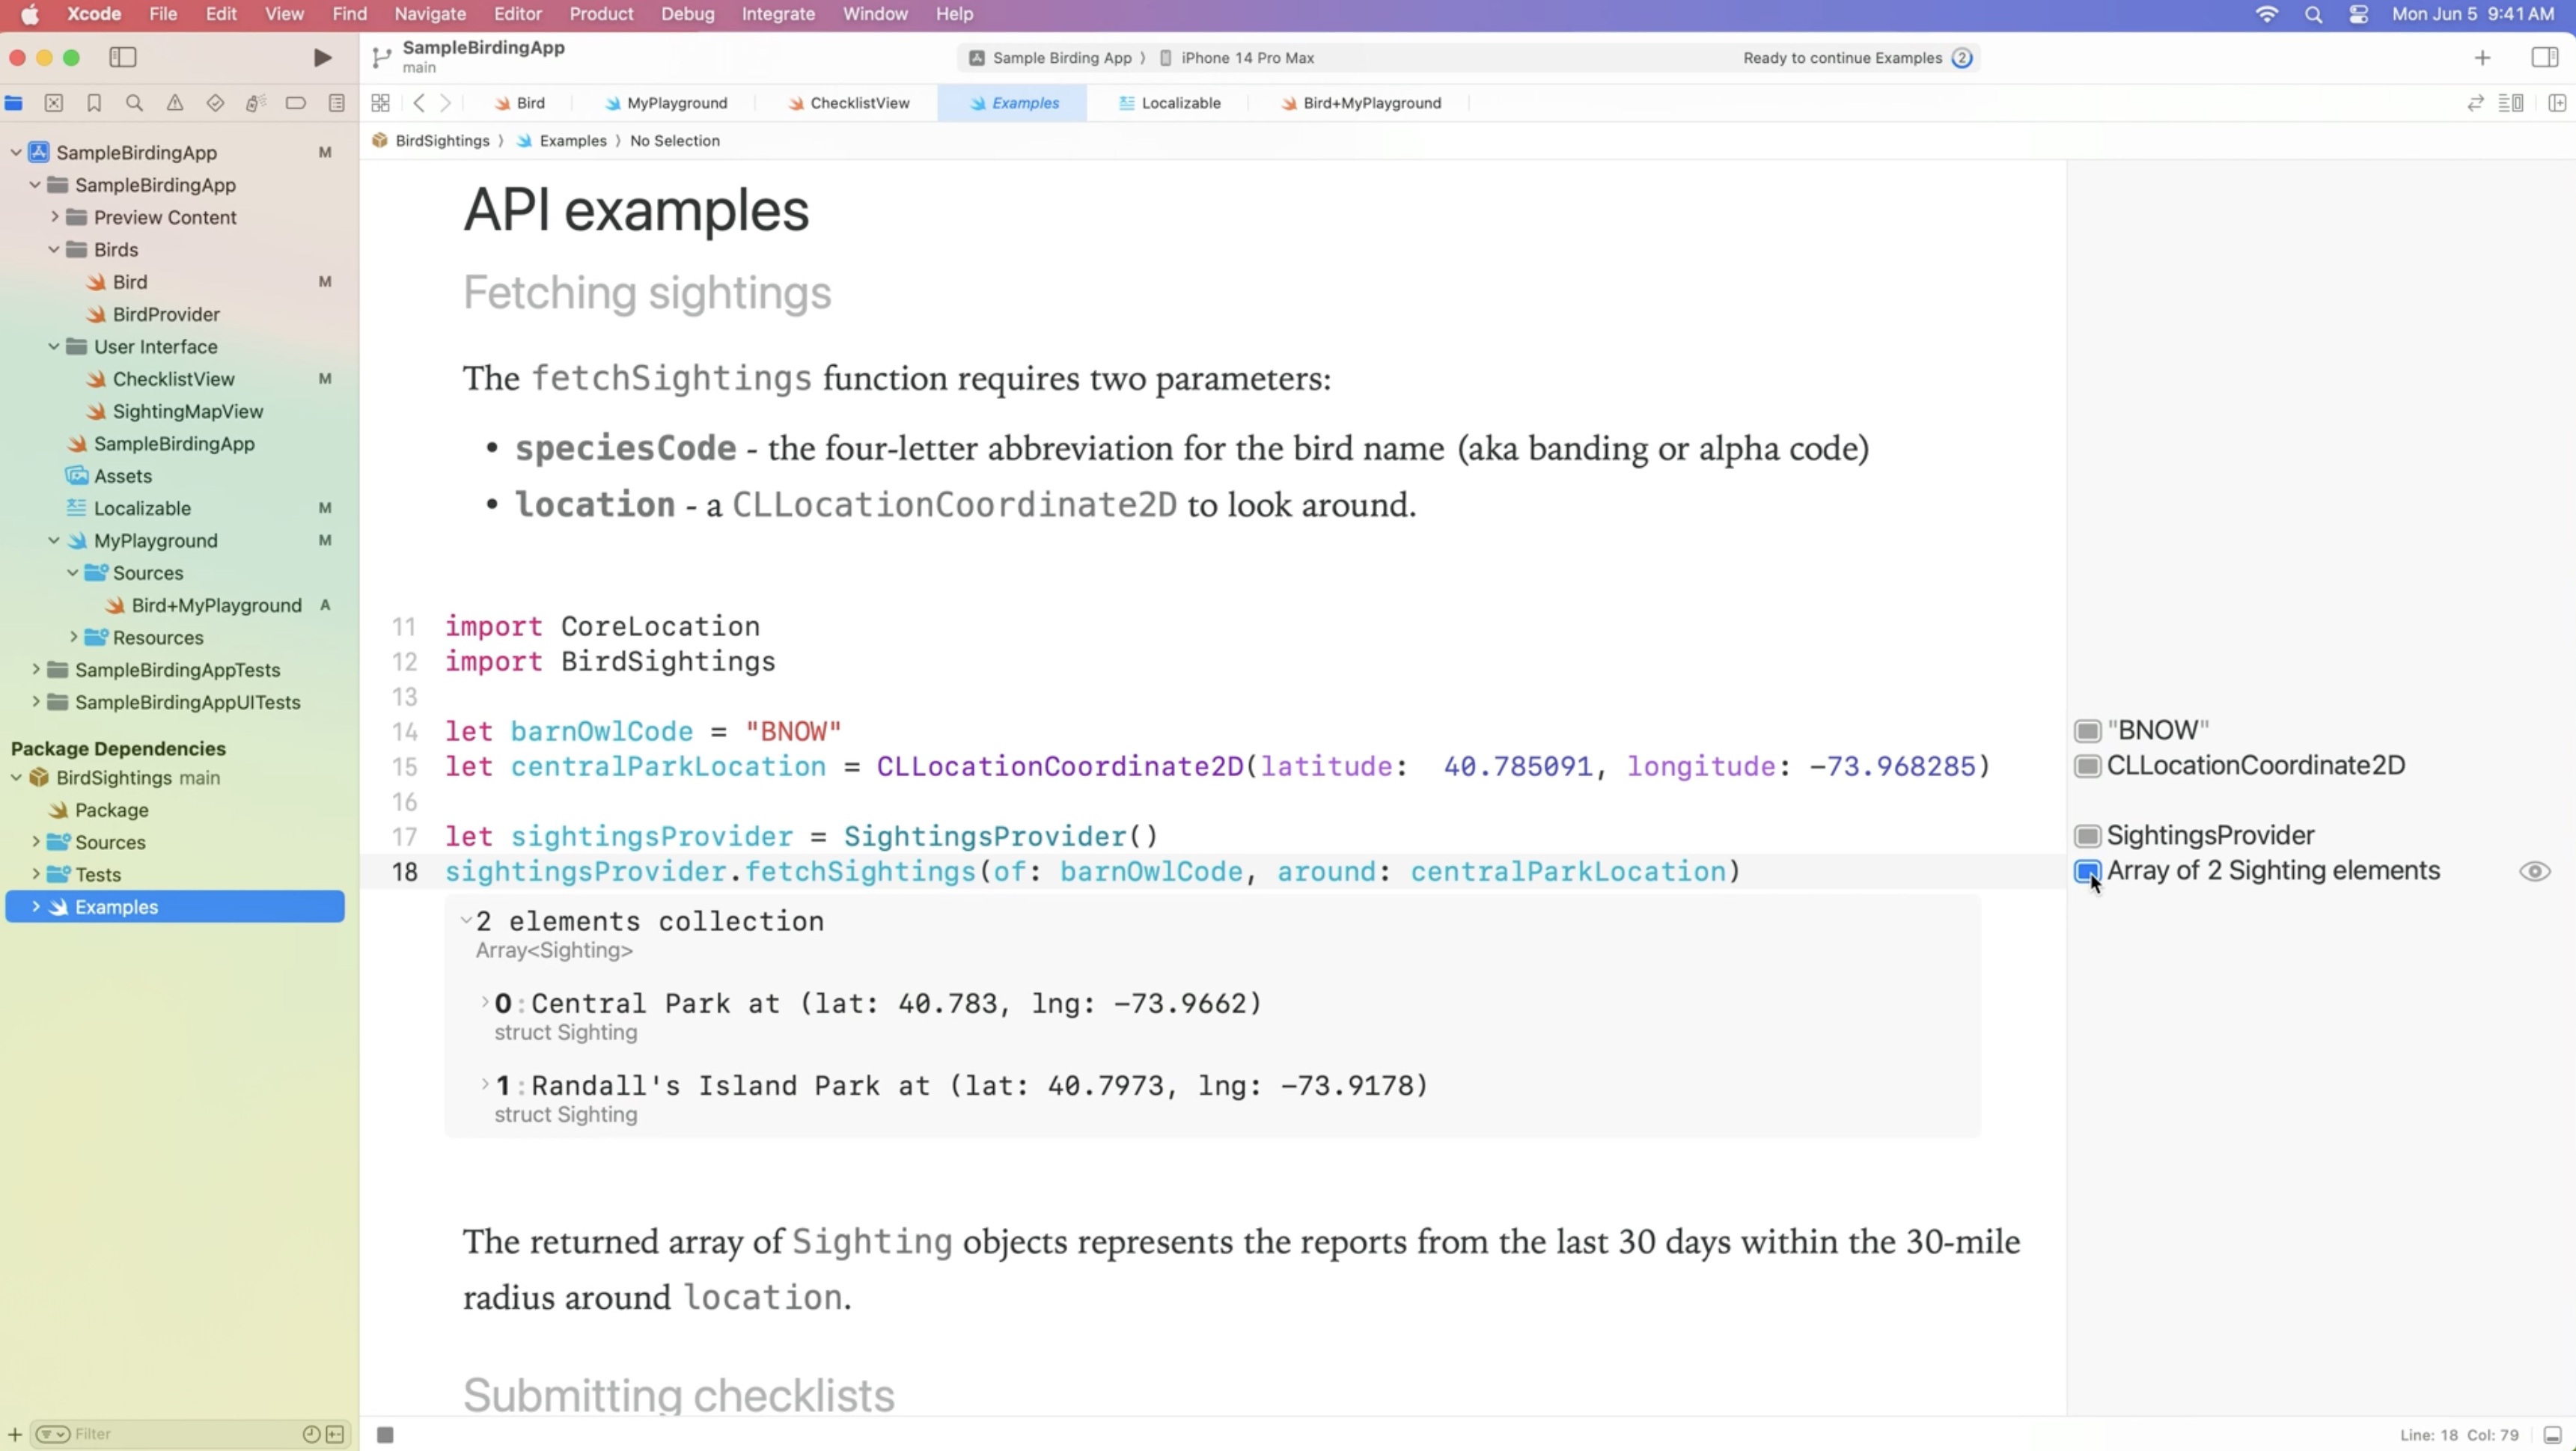 Xcode File Edit View Find Navigate Editor Product Debug Integrate Window Help Mon Jun 5 9:41 AM
SampleBirdingApp
main
Sample Birding App 〉 iPhone 14 Pro Max Ready to continue Examples 2
Bird MyPlayground ChecklistView Examples Localizable Bird+MyPlayground
BirdSightings 〉 Examples 〉 No Selection
SampleBirdingApp M
SampleBirdingApp
Preview Content
Birds
Bird M
BirdProvider
User Interface
ChecklistView M
SightingMapView
SampleBirdingApp
Assets
Localizable M
MyPlayground M
Sources
Bird+MyPlayground A
Resources
SampleBirdingAppTests
SampleBirdingAppUITests
Package Dependencies
BirdSightings main
Package
Sources
Tests
Examples
Filter
API examples
Fetching sightings
The fetchSightings function requires two parameters:
• speciesCode - the four-letter abbreviation for the bird name (aka banding or alpha code)
• location - a CLLocationCoordinate2D to look around.
11 import CoreLocation
12 import BirdSightings
13
14 let barnOwlCode = "BNOW"
15 let centralParkLocation = CLLocationCoordinate2D(latitude: 40.785091, longitude: -73.968285)
16
17 let sightingsProvider = SightingsProvider()
18 sightingsProvider.fetchSightings(of: barnOwlCode, around: centralParkLocation)
2 elements collection
Array<Sighting>
0: Central Park at (lat: 40.783, lng: -73.9662)
struct Sighting
1: Randall's Island Park at (lat: 40.7973, lng: -73.9178)
struct Sighting
The returned array of Sighting objects represents the reports from the last 30 days within the 30-mile
radius around location.
Submitting checklists
"BNOW"
CLLocationCoordinate2D
SightingsProvider
Array of 2 Sighting elements
Line: 18 Col: 79